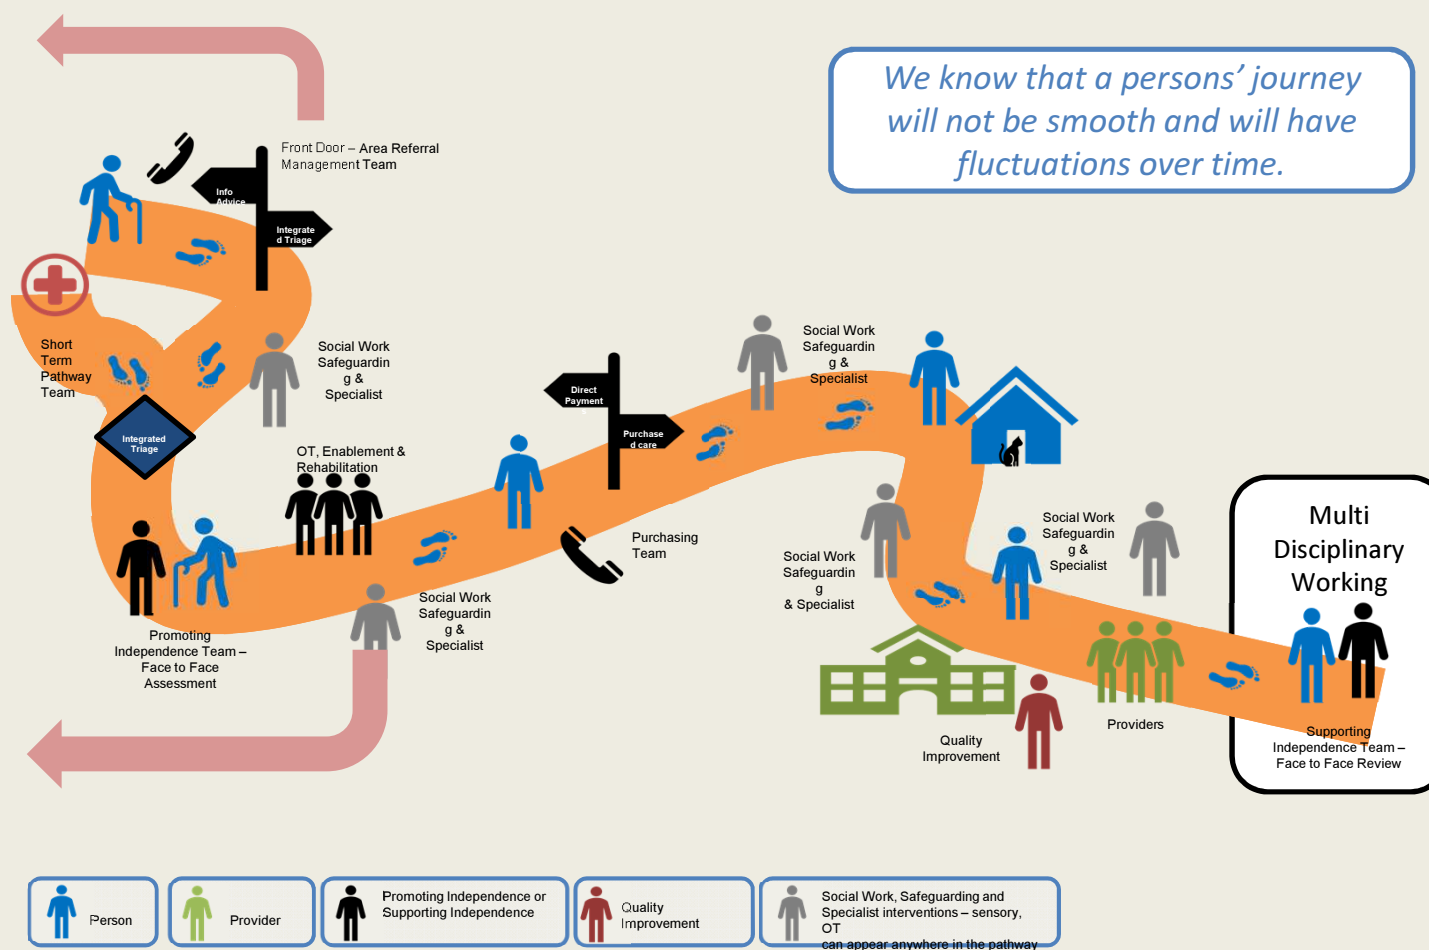 We know that a persons’ journey
will not be smooth and will have
fluctuations over time.
Front Door – Area Referral
Management Team
Info
Advice
Integrate
d Triage
Short
Term
Pathway
Team
Social Work
Safeguardin
g &
Specialist
Integrated
Triage
OT, Enablement &
Rehabilitation
Promoting
Independence Team –
Face to Face
Assessment
Social Work
Safeguardin
g &
Specialist
Direct
Payment
s
Purchase
d care
Purchasing
Team
Social Work
Safeguardin
g &
Specialist
Social Work
Safeguardin
g
& Specialist
Social Work
Safeguardin
g &
Specialist
Quality
Improvement
Providers
Multi
Disciplinary
Working
Supporting
Independence Team –
Face to Face Review
Person
Provider
Promoting Independence or
Supporting Independence
Quality
Improvement
Social Work, Safeguarding and
Specialist interventions – sensory,
OT
can appear anywhere in the pathway